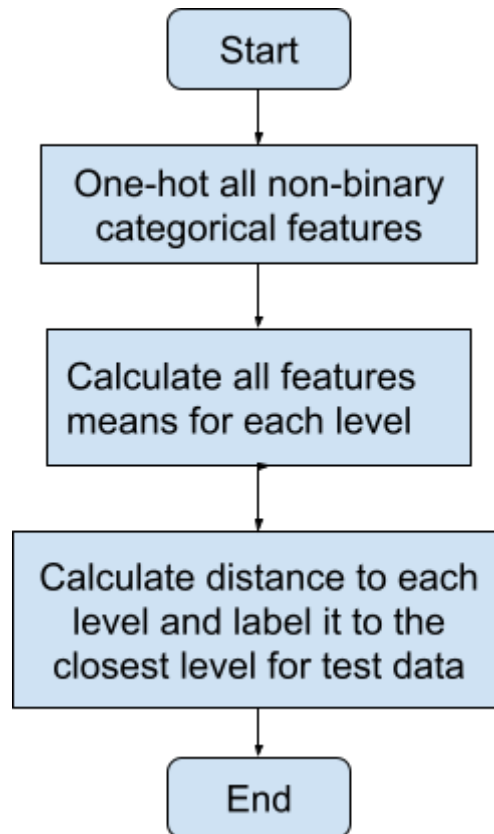 Start
One-hot all non-binary
categorical features
Calculate all features
means for each level
Calculate distance to each
level and label it to the
closest level for test data
End